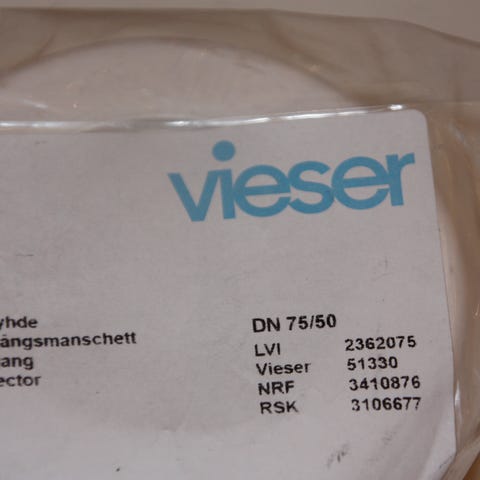 vieser
yhde
ängsmanschett
ang
ector
DN 75/50
LVI 2362075
Vieser 51330
NRF 3410876
RSK 3106677